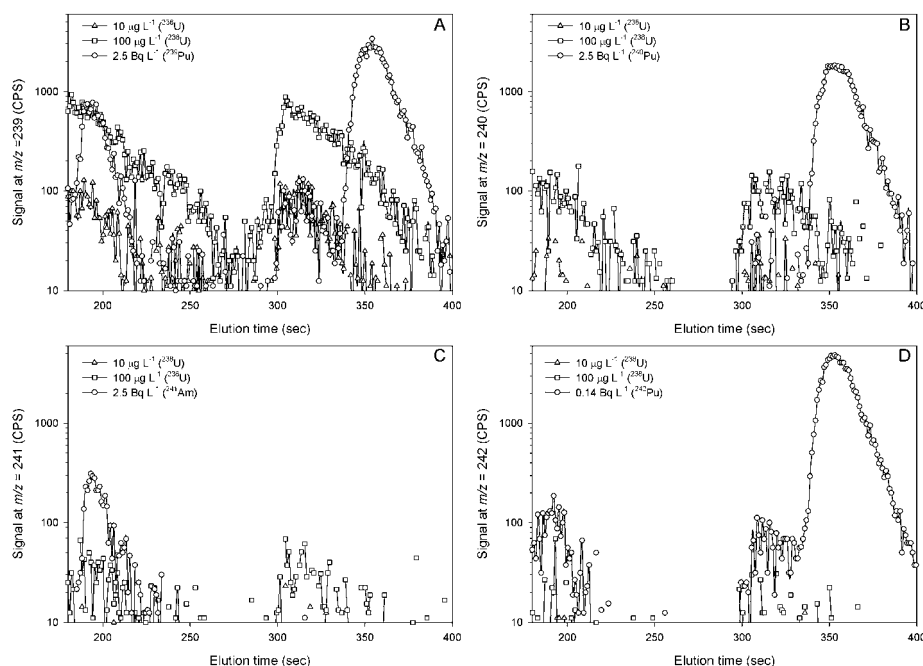 A
10 µg L⁻¹ (²³⁸U)
100 µg L⁻¹ (²³⁸U)
2.5 Bq L⁻¹ (²³⁹Pu)
Signal at m/z =239 (CPS)
1000
100
10
200 250 300 350 400
Elution time (sec)
B
10 µg L⁻¹ (²³⁸U)
100 µg L⁻¹ (²³⁸U)
2.5 Bq L⁻¹ (²⁴⁰Pu)
Signal at m/z = 240 (CPS)
1000
100
10
200 250 300 350 400
Elution time (sec)
C
10 µg L⁻¹ (²³⁸U)
100 µg L⁻¹ (²³⁸U)
2.5 Bq L⁻¹ (²⁴¹Am)
Signal at m/z = 241 (CPS)
1000
100
10
200 250 300 350 400
Elution time (sec)
D
10 µg L⁻¹ (²³⁸U)
100 µg L⁻¹ (²³⁸U)
0.14 Bq L⁻¹ (²⁴²Pu)
Signal at m/z = 242 (CPS)
1000
100
10
200 250 300 350 400
Elution time (sec)